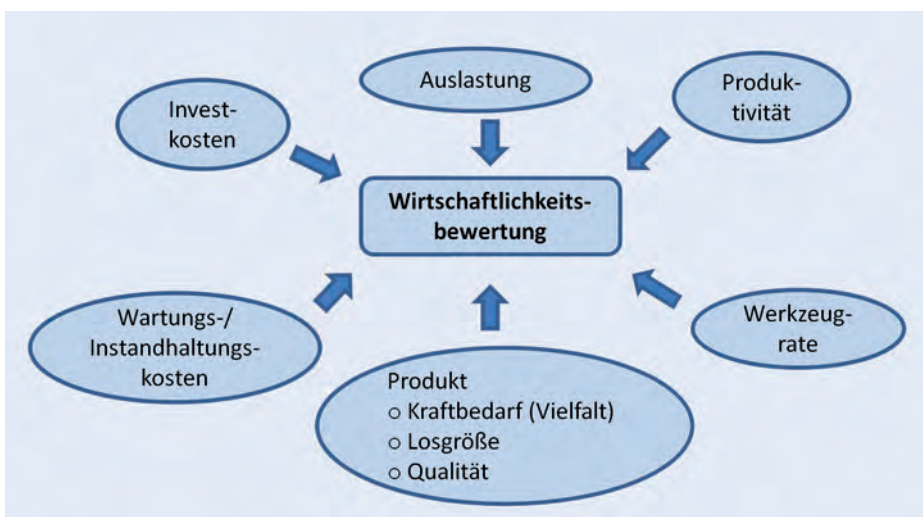 Auslastung
Invest-
kosten
Produk-
tivität
Wirtschaftlichkeits-
bewertung
Wartungs-/
Instandhaltungs-
kosten
Werkzeug-
rate
Produkt
○ Kraftbedarf (Vielfalt)
○ Losgröße
○ Qualität